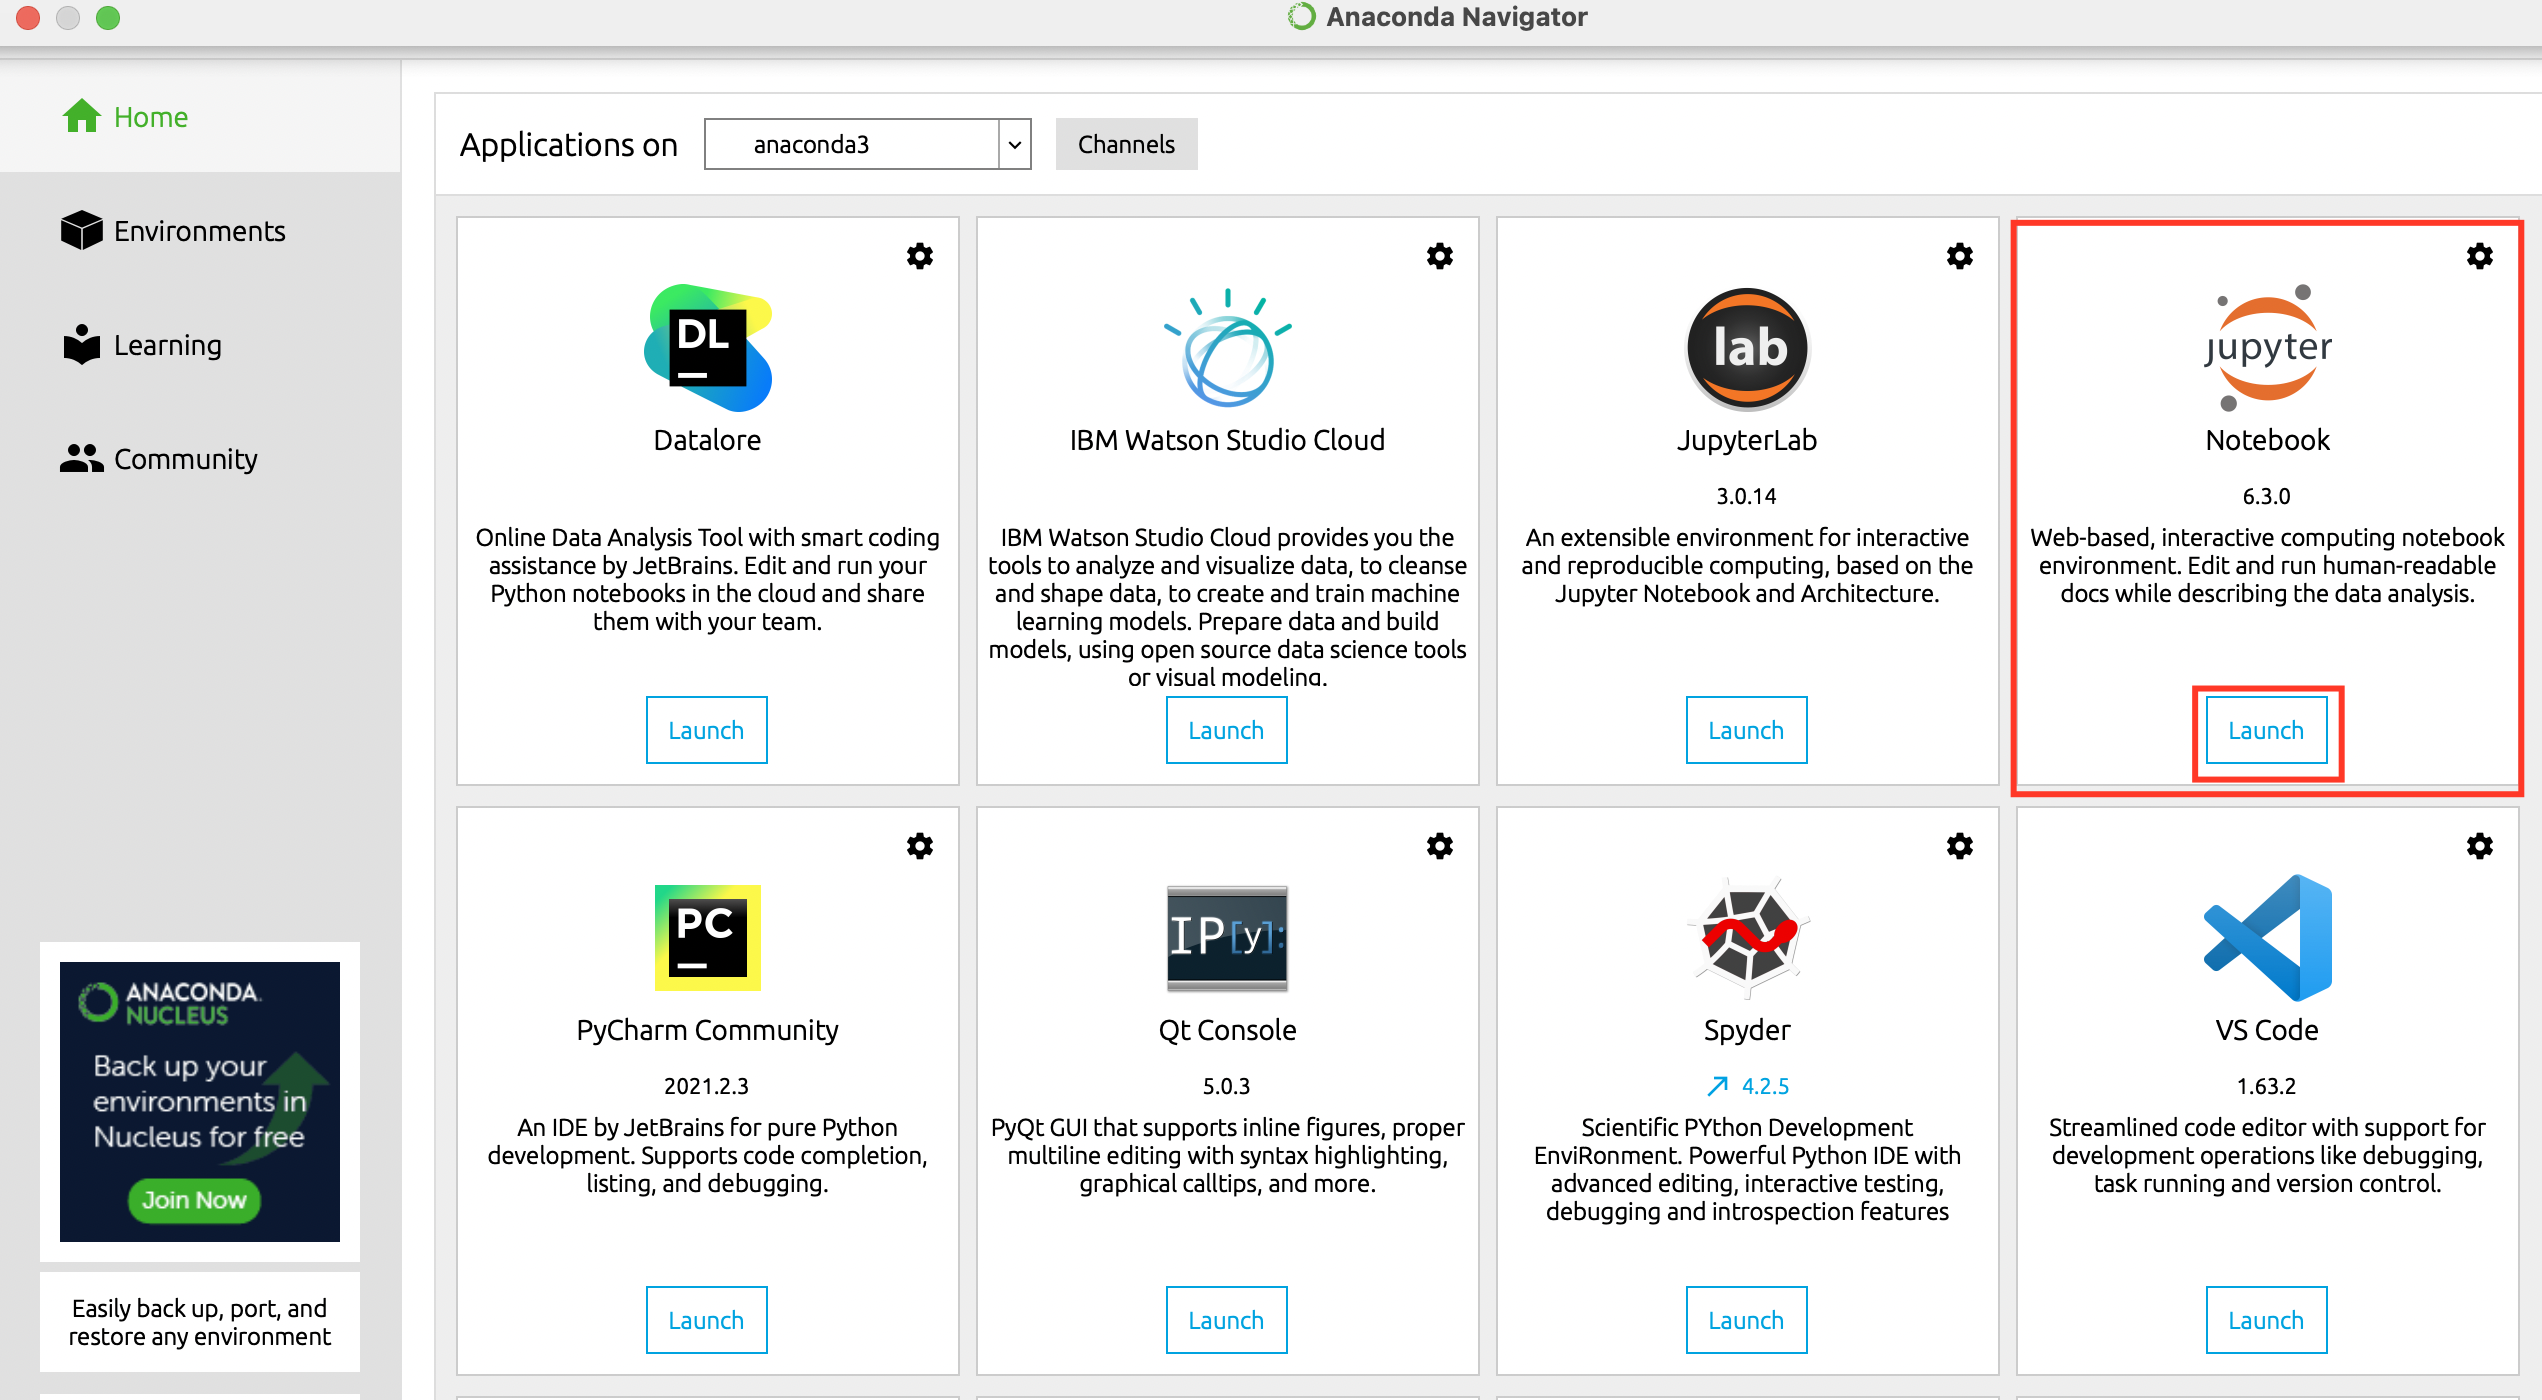 Anaconda Navigator
Home
Environments
Learning
Community
ANACONDA
NUCLEUS
Back up your
environments in
Nucleus for free
Join Now
Easily back up, port, and
restore any environment
Applications on anaconda3 Channels
DL
Datalore
Online Data Analysis Tool with smart coding
assistance by JetBrains. Edit and run your
Python notebooks in the cloud and share
them with your team.
Launch
IBM Watson Studio Cloud
IBM Watson Studio Cloud provides you the
tools to analyze and visualize data, to cleanse
and shape data, to create and train machine
learning models. Prepare data and build
models, using open source data science tools
or visual modeling.
Launch
lab
JupyterLab
3.0.14
An extensible environment for interactive
and reproducible computing, based on the
Jupyter Notebook and Architecture.
Launch
jupyter
Notebook
6.3.0
Web-based, interactive computing notebook
environment. Edit and run human-readable
docs while describing the data analysis.
Launch
PC
PyCharm Community
2021.2.3
An IDE by JetBrains for pure Python
development. Supports code completion,
listing, and debugging.
Launch
IP[y]:
Qt Console
5.0.3
PyQt GUI that supports inline figures, proper
multiline editing with syntax highlighting,
graphical calltips, and more.
Launch
Spyder
4.2.5
Scientific PYthon Development
EnviRonment. Powerful Python IDE with
advanced editing, interactive testing,
debugging and introspection features
Launch
VS Code
1.63.2
Streamlined code editor with support for
development operations like debugging,
task running and version control.
Launch